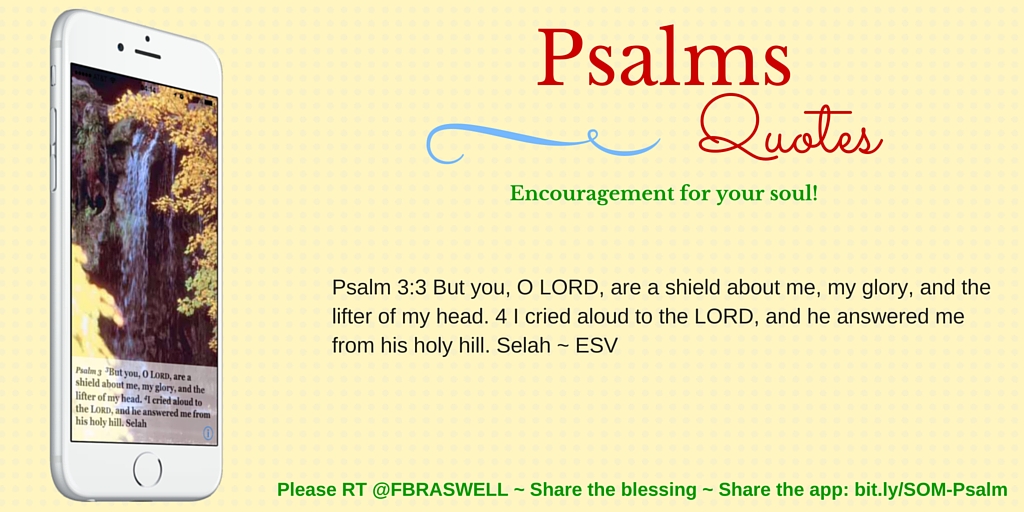 Psalms
Quotes
Encouragement for your soul!
Psalm 3:3 But you, O LORD, are a shield about me, my glory, and the
lifter of my head. 4 I cried aloud to the LORD, and he answered me
from his holy hill. Selah ~ ESV
Psalm 3 3But you, O LORD, are a
shield about me, my glory, and the
lifter of my head. 4I cried aloud to
the LORD, and he answered me from
his holy hill. Selah
Please RT @FBRASWELL ~ Share the blessing ~ Share the app: bit.ly/SOM-Psalm